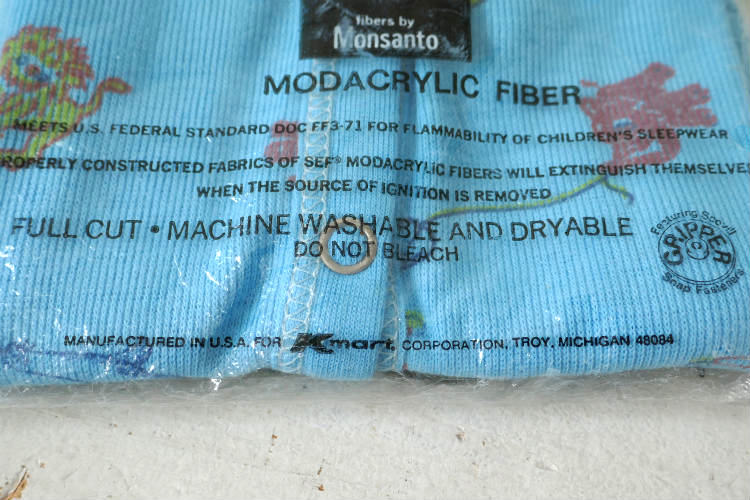 fibers by
Monsanto
MODACRYLIC FIBER
MEETS U.S. FEDERAL STANDARD DOC FF3-71 FOR FLAMMABILITY OF CHILDREN'S SLEEPWEAR
PROPERLY CONSTRUCTED FABRICS OF SEF® MODACRYLIC FIBERS WILL EXTINGUISH THEMSELVES
WHEN THE SOURCE OF IGNITION IS REMOVED
FULL CUT • MACHINE WASHABLE AND DRYABLE
DO NOT BLEACH
Featuring Scovill
GRIPPER
Snap Fasteners
MANUFACTURED IN U.S.A. FOR Kmart CORPORATION, TROY, MICHIGAN 48084